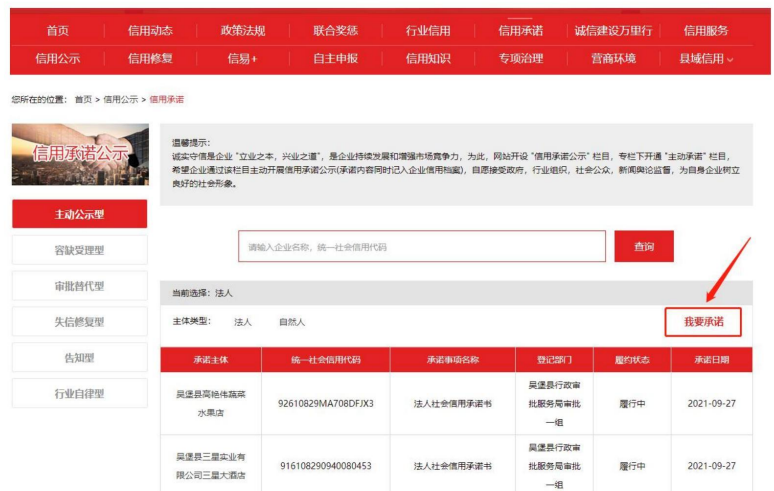 首页 信用动态 政策法规 联合奖惩 行业信用 信用承诺 诚信建设万里行 信用服务
信用公示 信用修复 信易+ 自主申报 信用知识 专项治理 营商环境 县域信用
您所在的位置： 首页 > 信用公示 > 信用承诺
信用承诺公示
主动公示型
容缺受理型
审批替代型
失信修复型
告知型
行业自律型
温馨提示：
诚实守信是企业“立业之本，兴业之道”，是企业持续发展和增强市场竞争力，为此，网站开设“信用承诺公示”栏目，专栏下开通“主动承诺”栏目，
希望企业通过该栏目主动开展信用承诺公示(承诺内容同时记入企业信用档案)，自愿接受政府，行业组织，社会公众，新闻舆论监督，为自身企业树立
良好的社会形象。
请输入企业名称，统一社会信用代码
查询
当前选择：法人
主体类型： 法人 自然人
我要承诺
承诺主体 统一社会信用代码 承诺事项名称 登记部门 履约状态 承诺日期
吴堡县高艳伟蔬菜
水果店
92610829MA708DFJX3
法人社会信用承诺书
吴堡县行政审
批服务局审批
一组
履行中
2021-09-27
吴堡县三星实业有
限公司三星大酒店
916108290940080453
法人社会信用承诺书
吴堡县行政审
批服务局审批
一组
履行中
2021-09-27